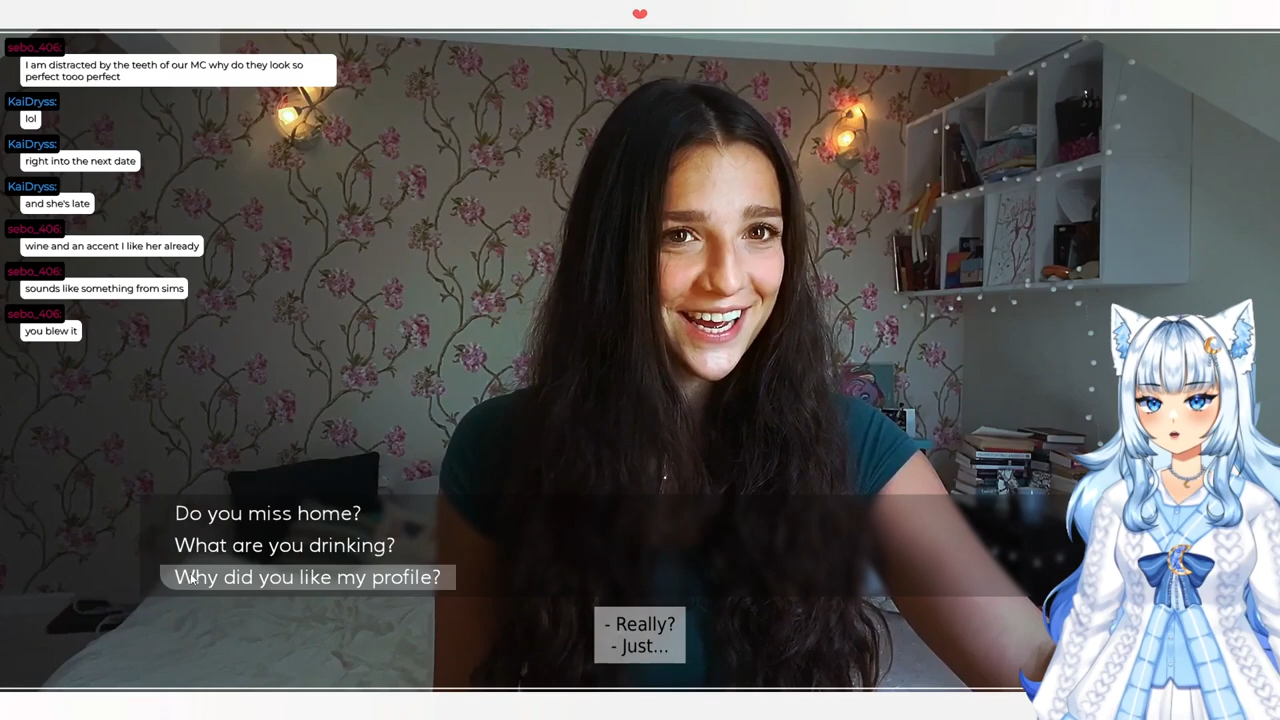 sebo_406:
I am distracted by the teeth of our MC why do they look so
perfect tooo perfect
KaiDryss:
lol
KaiDryss:
right into the next date
KaiDryss:
and she's late
sebo_406:
wine and an accent I like her already
sebo_406:
sounds like something from sims
sebo_406:
you blew it
Do you miss home?
What are you drinking?
Why did you like my profile?
- Really?
- Just...